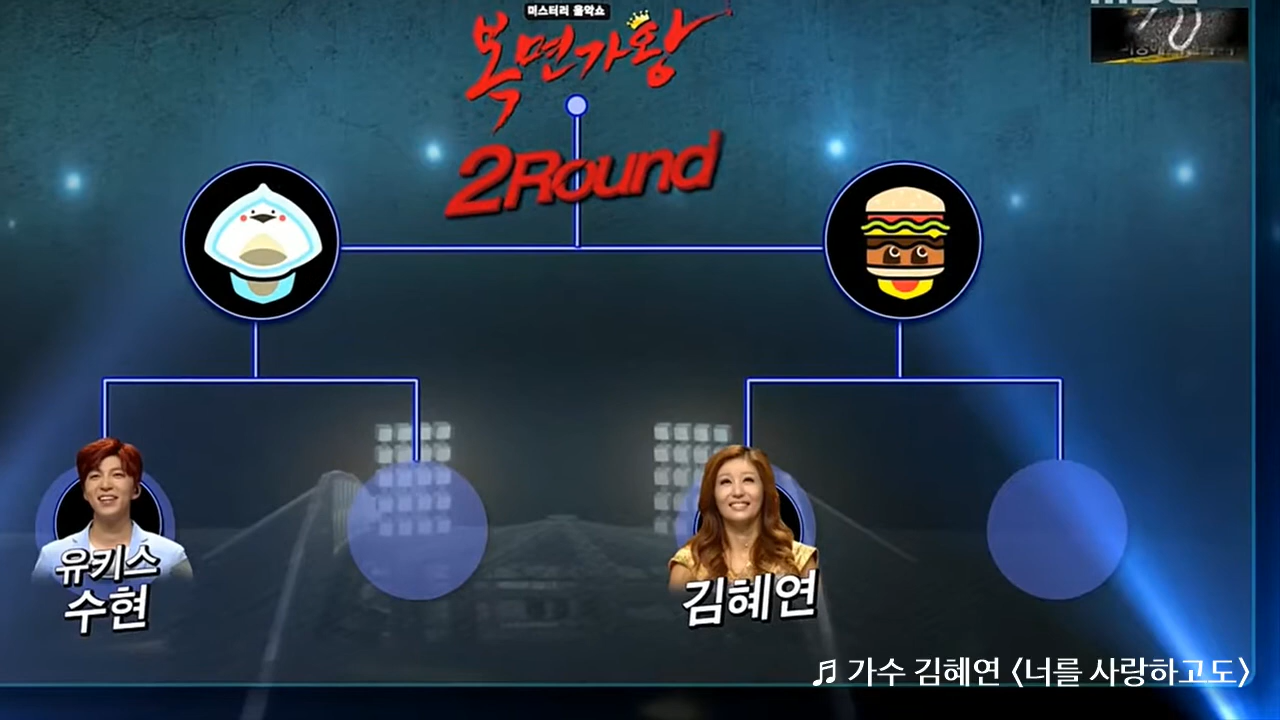 미스터리 음악쇼
복면가왕
2Round
유키스
수현
김혜연
♬ 가수 김혜연 〈너를 사랑하고도〉